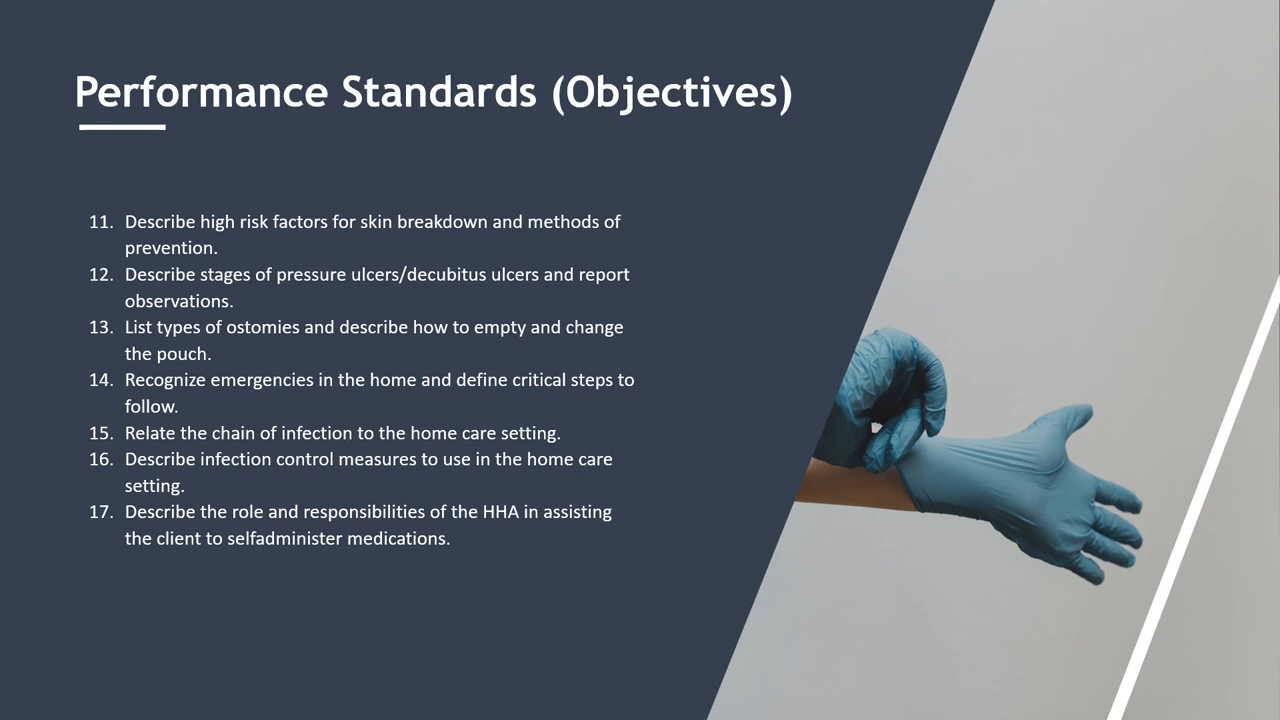 Performance Standards (Objectives)
11. Describe high risk factors for skin breakdown and methods of
prevention.
12. Describe stages of pressure ulcers/decubitus ulcers and report
observations.
13. List types of ostomies and describe how to empty and change
the pouch.
14. Recognize emergencies in the home and define critical steps to
follow.
15. Relate the chain of infection to the home care setting.
16. Describe infection control measures to use in the home care
setting.
17. Describe the role and responsibilities of the HHA in assisting
the client to selfadminister medications.